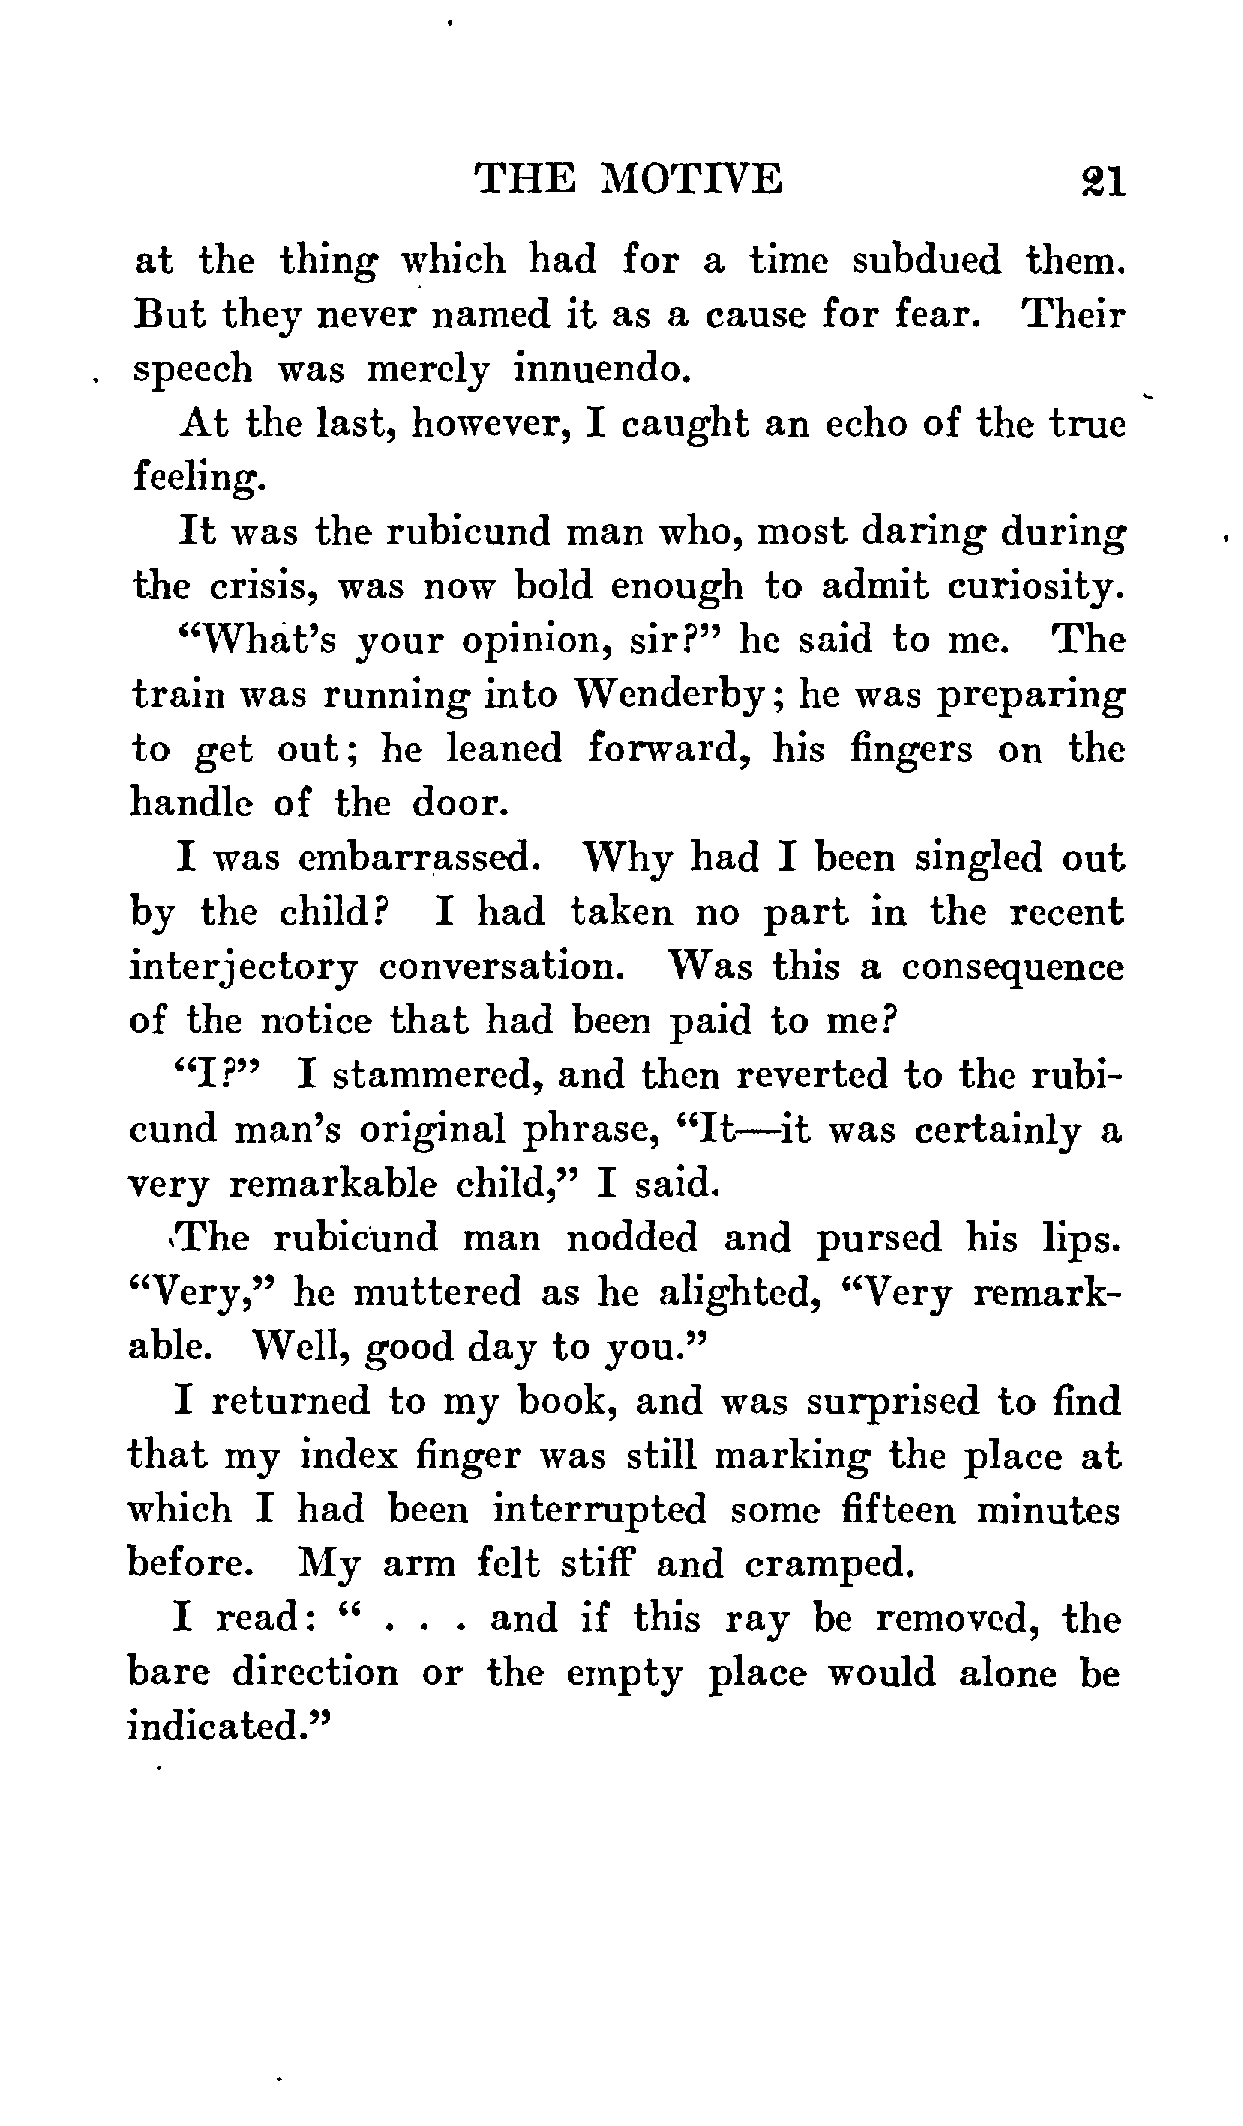 THE MOTIVE 21
at the thing which had for a time subdued them.
But they never named it as a cause for fear. Their
speech was merely innuendo.
At the last, however, I caught an echo of the true
feeling.
It was the rubicund man who, most daring during
the crisis, was now bold enough to admit curiosity.
“What’s your opinion, sir?” he said to me. The
train was running into Wenderby; he was preparing
to get out; he leaned forward, his fingers on the
handle of the door.
I was embarrassed. Why had I been singled out
by the child? I had taken no part in the recent
interjectory conversation. Was this a consequence
of the notice that had been paid to me?
“I?” I stammered, and then reverted to the rubi-
cund man’s original phrase, “It—it was certainly a
very remarkable child,” I said.
The rubicund man nodded and pursed his lips.
“Very,” he muttered as he alighted, “Very remark-
able. Well, good day to you.”
I returned to my book, and was surprised to find
that my index finger was still marking the place at
which I had been interrupted some fifteen minutes
before. My arm felt stiff and cramped.
I read: “ . . . and if this ray be removed, the
bare direction or the empty place would alone be
indicated.”